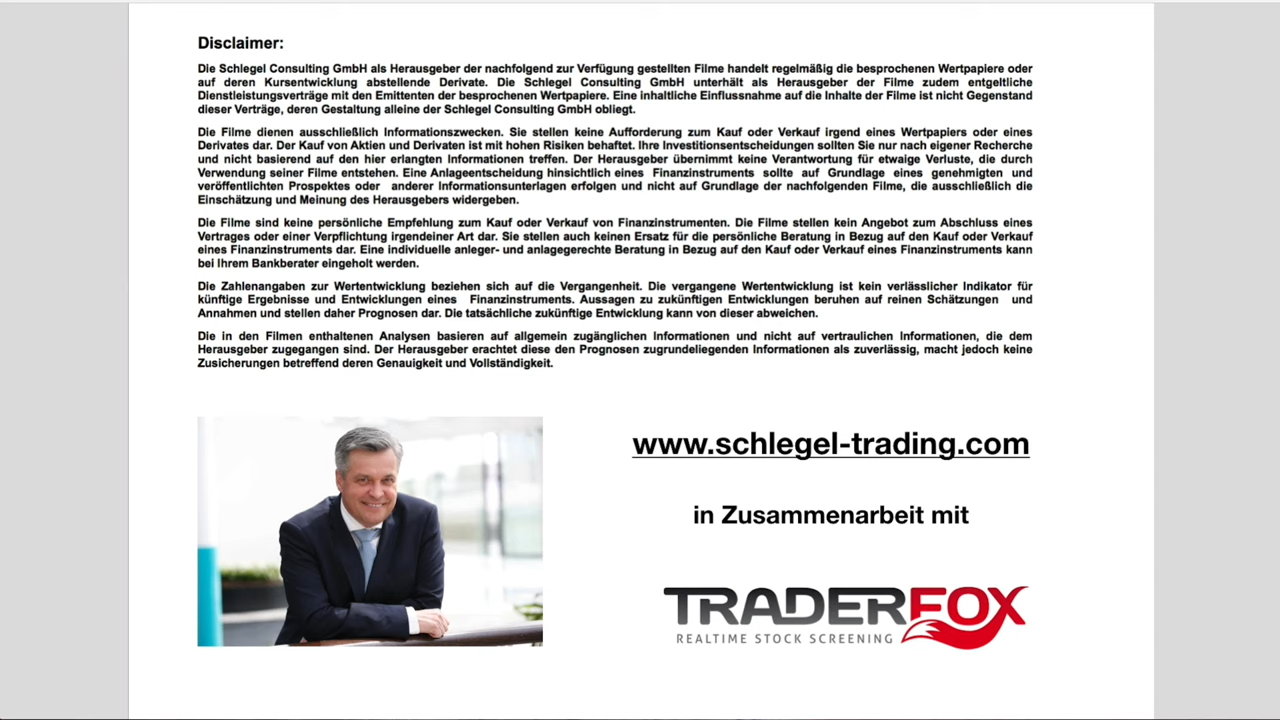 Disclaimer:
Die Schlegel Consulting GmbH als Herausgeber der nachfolgend zur Verfügung gestellten Filme handelt regelmäßig die besprochenen Wertpapiere oder
auf deren Kursentwicklung abstellende Derivate. Die Schlegel Consulting GmbH unterhält als Herausgeber der Filme zudem entgeltliche
Dienstleistungsverträge mit den Emittenten der besprochenen Wertpapiere. Eine inhaltliche Einflussnahme auf die Inhalte der Filme ist nicht Gegenstand
dieser Verträge, deren Gestaltung alleine der Schlegel Consulting GmbH obliegt.
Die Filme dienen ausschließlich Informationszwecken. Sie stellen keine Aufforderung zum Kauf oder Verkauf irgend eines Wertpapiers oder eines
Derivates dar. Der Kauf von Aktien und Derivaten ist mit hohen Risiken behaftet. Ihre Investitionsentscheidungen sollten Sie nur nach eigener Recherche
und nicht basierend auf den hier erlangten Informationen treffen. Der Herausgeber übernimmt keine Verantwortung für etwaige Verluste, die durch
Verwendung seiner Filme entstehen. Eine Anlageentscheidung hinsichtlich eines Finanzinstruments sollte auf Grundlage eines genehmigten und
veröffentlichten Prospektes oder anderer Informationsunterlagen erfolgen und nicht auf Grundlage der nachfolgenden Filme, die ausschließlich die
Einschätzung und Meinung des Herausgebers widergeben.
Die Filme sind keine persönliche Empfehlung zum Kauf oder Verkauf von Finanzinstrumenten. Die Filme stellen kein Angebot zum Abschluss eines
Vertrages oder einer Verpflichtung irgendeiner Art dar. Sie stellen auch keinen Ersatz für die persönliche Beratung in Bezug auf den Kauf oder Verkauf
eines Finanzinstruments dar. Eine individuelle anleger- und anlagegerechte Beratung in Bezug auf den Kauf oder Verkauf eines Finanzinstruments kann
bei Ihrem Bankberater eingeholt werden.
Die Zahlenangaben zur Wertentwicklung beziehen sich auf die Vergangenheit. Die vergangene Wertentwicklung ist kein verlässlicher Indikator für
künftige Ergebnisse und Entwicklungen eines Finanzinstruments. Aussagen zu zukünftigen Entwicklungen beruhen auf reinen Schätzungen und
Annahmen und stellen daher Prognosen dar. Die tatsächliche zukünftige Entwicklung kann von dieser abweichen.
Die in den Filmen enthaltenen Analysen basieren auf allgemein zugänglichen Informationen und nicht auf vertraulichen Informationen, die dem
Herausgeber zugegangen sind. Der Herausgeber erachtet diese den Prognosen zugrundeliegenden Informationen als zuverlässig, macht jedoch keine
Zusicherungen betreffend deren Genauigkeit und Vollständigkeit.
www.schlegel-trading.com
in Zusammenarbeit mit
TRADERFOX
REALTIME STOCK SCREENING